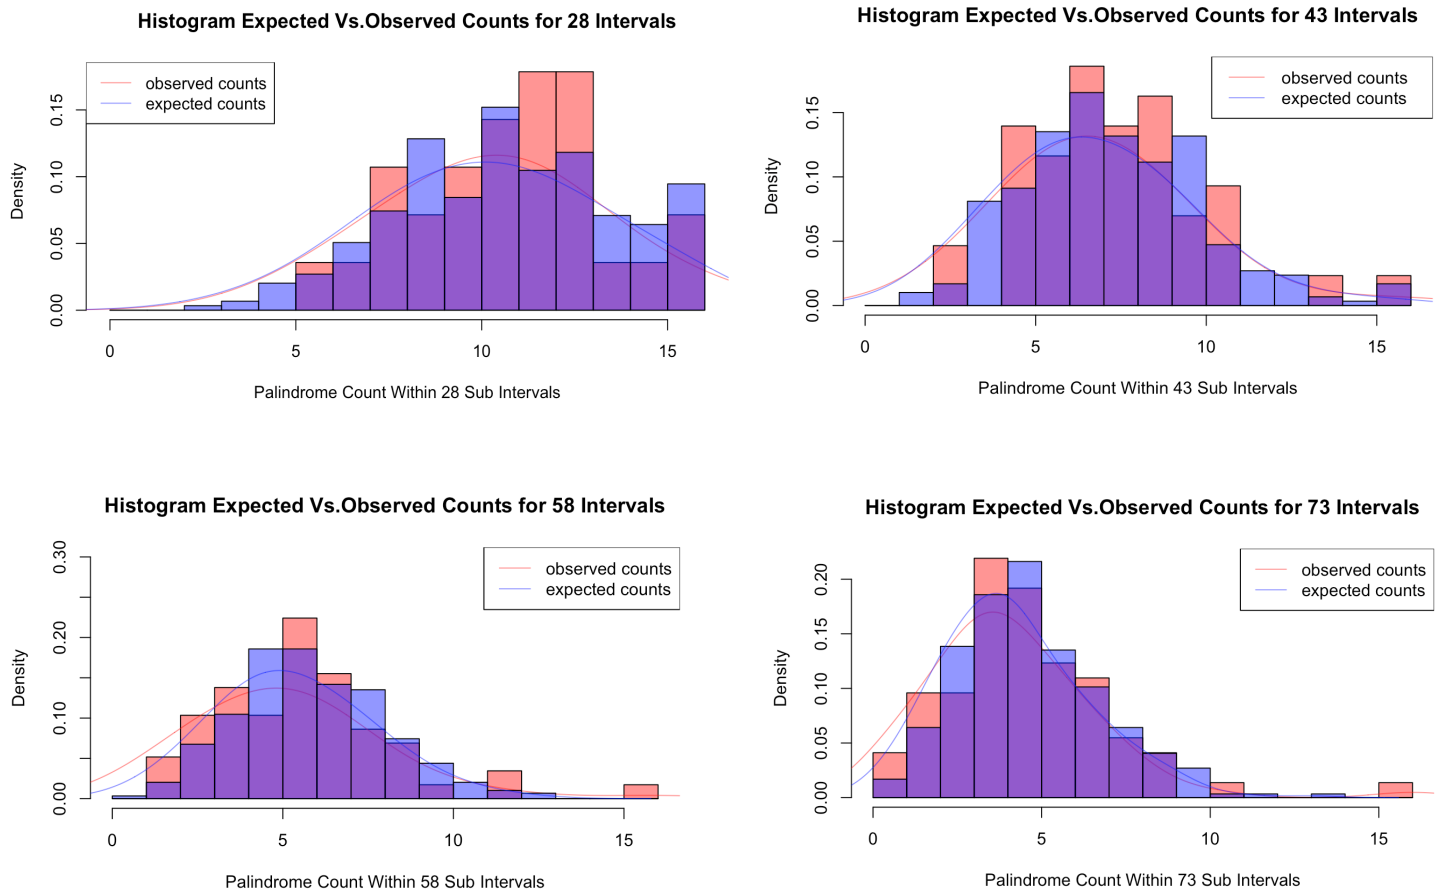 Histogram Expected Vs.Observed Counts for 28 Intervals
observed counts
expected counts
Density
0.00
0.05
0.10
0.15
0
5
10
15
Palindrome Count Within 28 Sub Intervals
Histogram Expected Vs.Observed Counts for 43 Intervals
observed counts
expected counts
Density
0.00
0.05
0.10
0.15
0
5
10
15
Palindrome Count Within 43 Sub Intervals
Histogram Expected Vs.Observed Counts for 58 Intervals
observed counts
expected counts
Density
0.00
0.10
0.20
0.30
0
5
10
15
Palindrome Count Within 58 Sub Intervals
Histogram Expected Vs.Observed Counts for 73 Intervals
observed counts
expected counts
Density
0.00
0.05
0.10
0.15
0.20
0
5
10
15
Palindrome Count Within 73 Sub Intervals